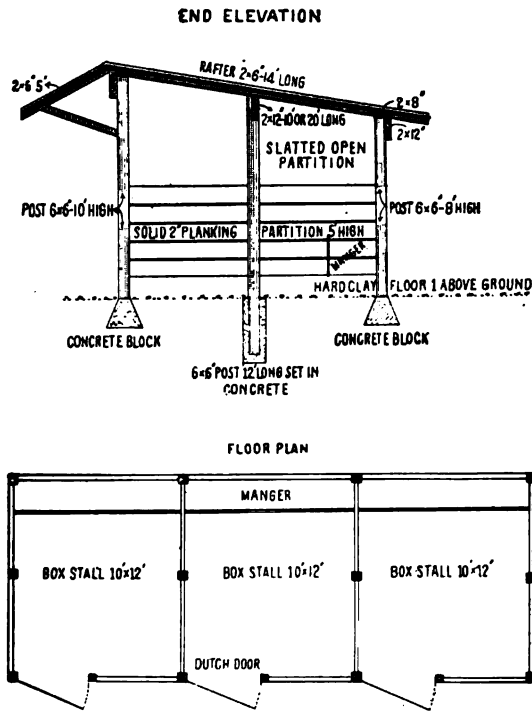 END ELEVATION
RAFTER 2"×6"-14' LONG
2"×6" 5'
2"×8"
2×12-10' OR 20' LONG
2×12"
SLATTED OPEN
PARTITION
POST 6"×6"-10' HIGH
POST 6"×6"-8' HIGH
SOLID 2" PLANKING
PARTITION 5' HIGH
MANGER
HARD CLAY FLOOR 1' ABOVE GROUND
CONCRETE BLOCK
CONCRETE BLOCK
6"×6" POST 12' LONG SET IN
CONCRETE
FLOOR PLAN
MANGER
BOX STALL 10'×12'
BOX STALL 10'×12'
BOX STALL 10'×12'
DUTCH DOOR